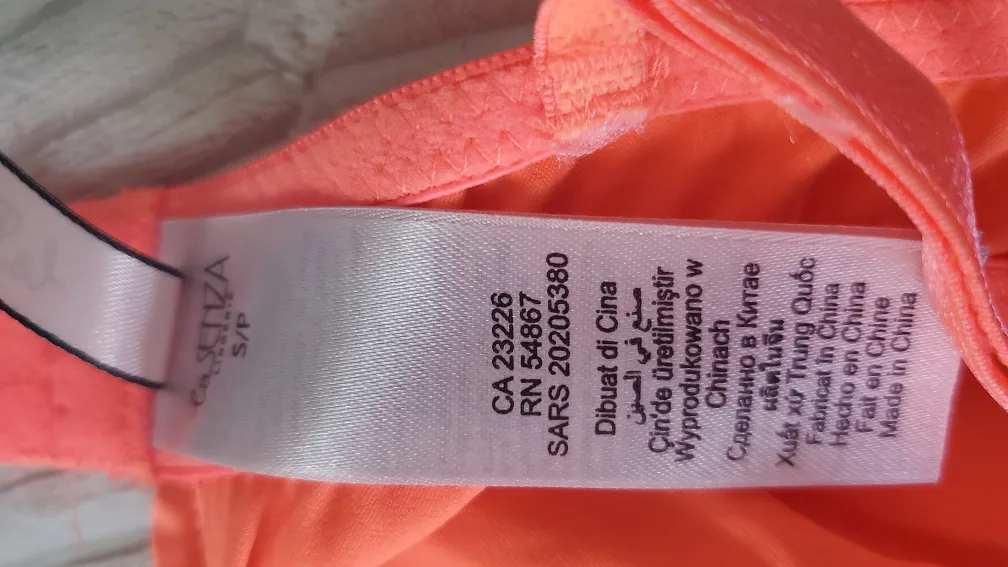 la SENZA
LINGERIE
S/P
CA 23226
RN 54867
SARS 20205380
Dibuat di Cina
صنع في الصين
Çin'de üretilmiştir
Wyprodukowano w
Chinach
Сделанно в Китае
ผลิตในจีน
Xuất xứ Trung Quốc
Fabricat în China
Hecho en China
Fait en Chine
Made in China